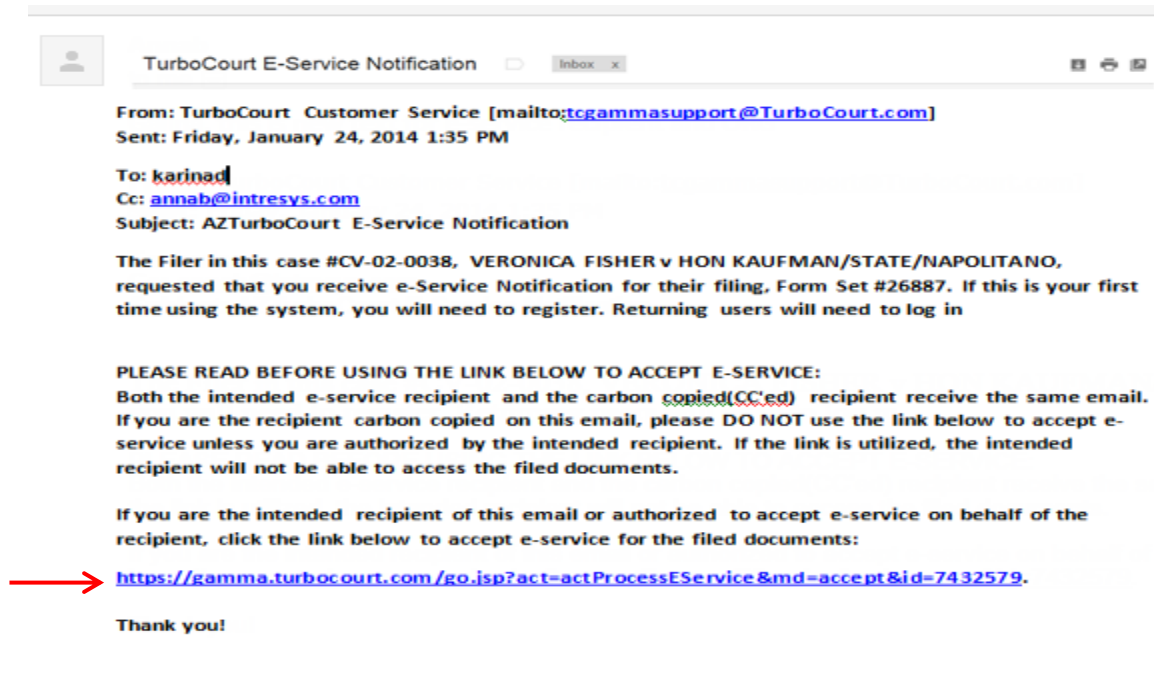 TurboCourt E-Service Notification Inbox x
From: TurboCourt Customer Service [mailto:tcgammasupport@TurboCourt.com]
Sent: Friday, January 24, 2014 1:35 PM
To: karinad
Cc: annab@intresys.com
Subject: AZTurboCourt E-Service Notification
The Filer in this case #CV-02-0038, VERONICA FISHER v HON KAUFMAN/STATE/NAPOLITANO,
requested that you receive e-Service Notification for their filing, Form Set #26887. If this is your first
time using the system, you will need to register. Returning users will need to log in
PLEASE READ BEFORE USING THE LINK BELOW TO ACCEPT E-SERVICE:
Both the intended e-service recipient and the carbon copied(CC'ed) recipient receive the same email.
If you are the recipient carbon copied on this email, please DO NOT use the link below to accept e-
service unless you are authorized by the intended recipient. If the link is utilized, the intended
recipient will not be able to access the filed documents.
If you are the intended recipient of this email or authorized to accept e-service on behalf of the
recipient, click the link below to accept e-service for the filed documents:
https://gamma.turbocourt.com/go.jsp?act=actProcessEService&md=accept&id=7432579.
Thank you!